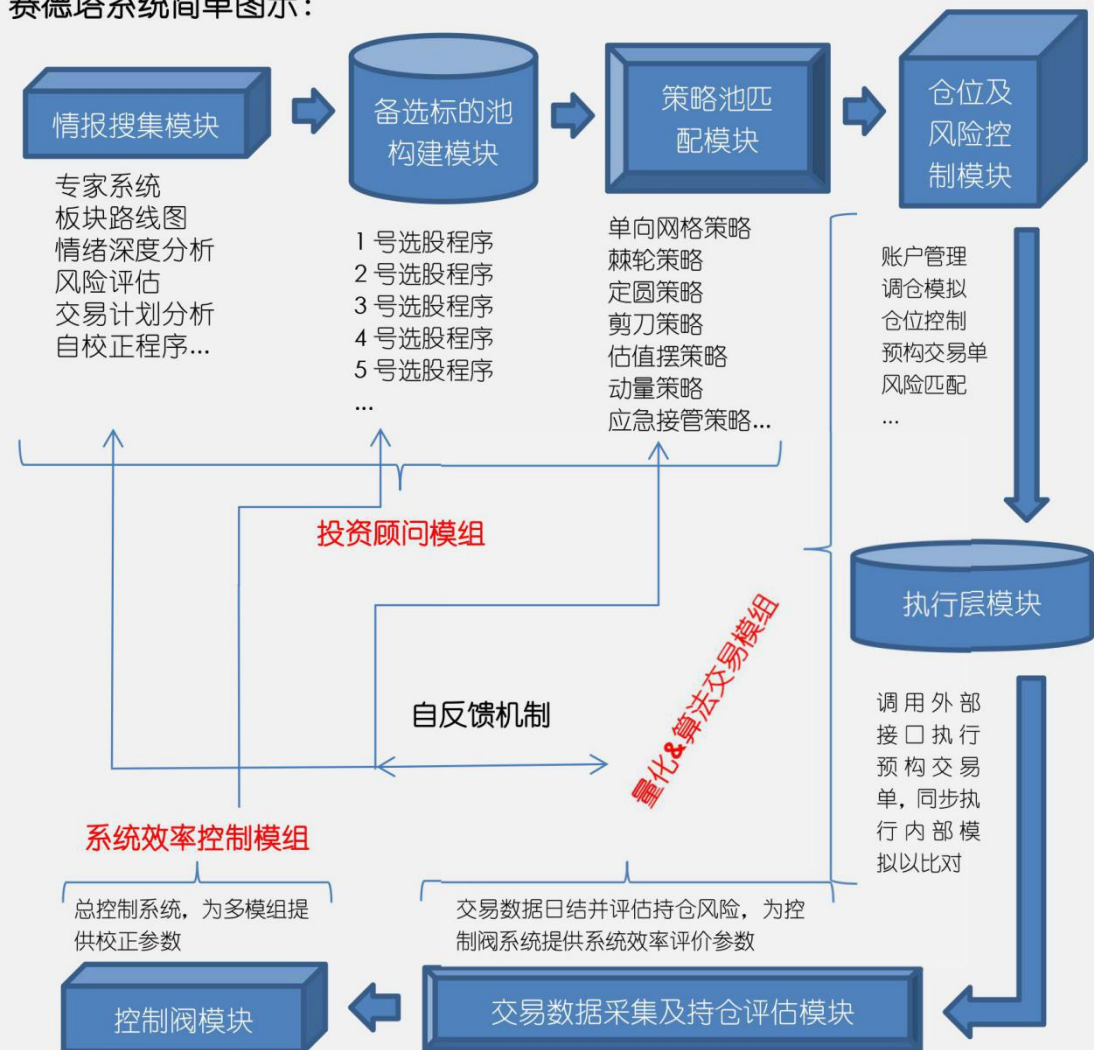 赛德塔系统简单图示：
情报搜集模块
专家系统
板块路线图
情绪深度分析
风险评估
交易计划分析
自校正程序...
备选标的池
构建模块
1 号选股程序
2 号选股程序
3 号选股程序
4 号选股程序
5 号选股程序
...
策略池匹
配模块
单向网格策略
棘轮策略
定圆策略
剪刀策略
估值摆策略
动量策略
应急接管策略...
仓位及
风险控
制模块
账户管理
调仓模拟
仓位控制
预构交易单
风险匹配
...
投资顾问模组
执行层模块
调用外部
接口执行
预构交易
单，同步执
行内部模
拟以比对
量化&算法交易模组
自反馈机制
系统效率控制模组
总控制系统，为多模组提
供校正参数
交易数据日结并评估持仓风险，为控
制阀系统提供系统效率评价参数
控制阀模块
交易数据采集及持仓评估模块